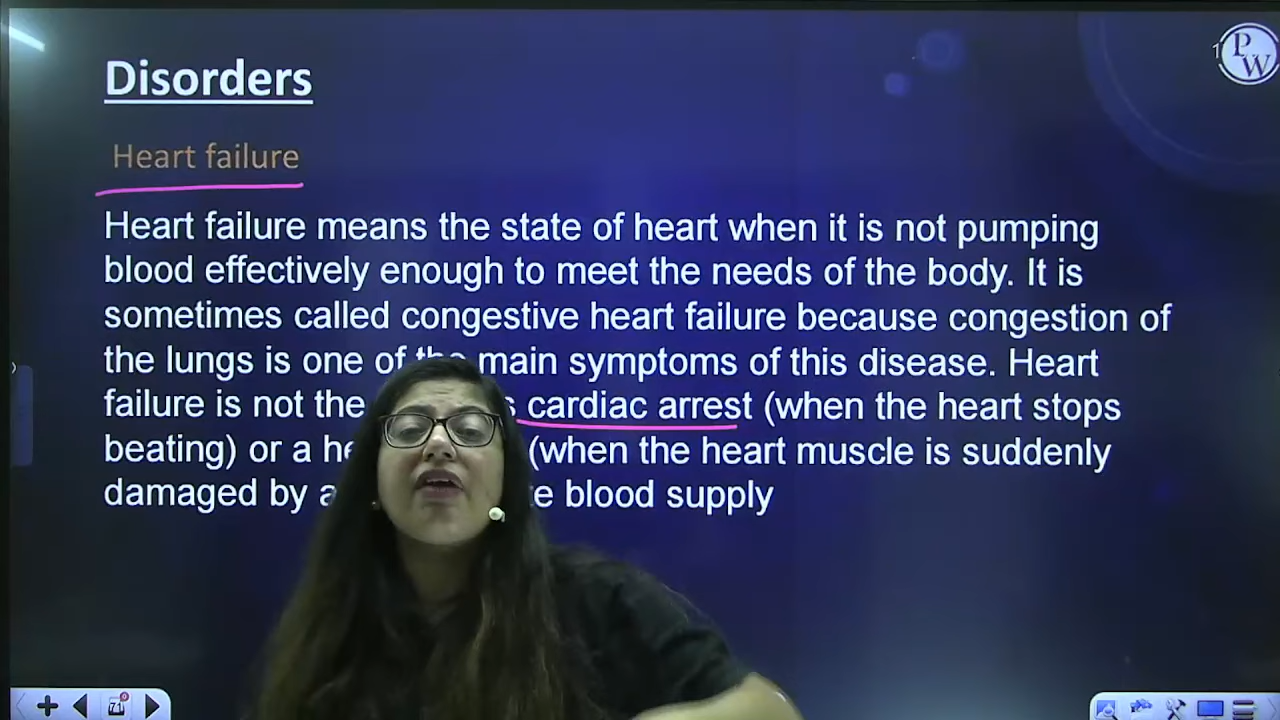 Disorders
Heart failure
Heart failure means the state of heart when it is not pumping
blood effectively enough to meet the needs of the body. It is
sometimes called congestive heart failure because congestion of
the lungs is one of the main symptoms of this disease. Heart
failure is not the cardiac arrest (when the heart stops
beating) or a (when the heart muscle is suddenly
damaged by blood supply
PW
71